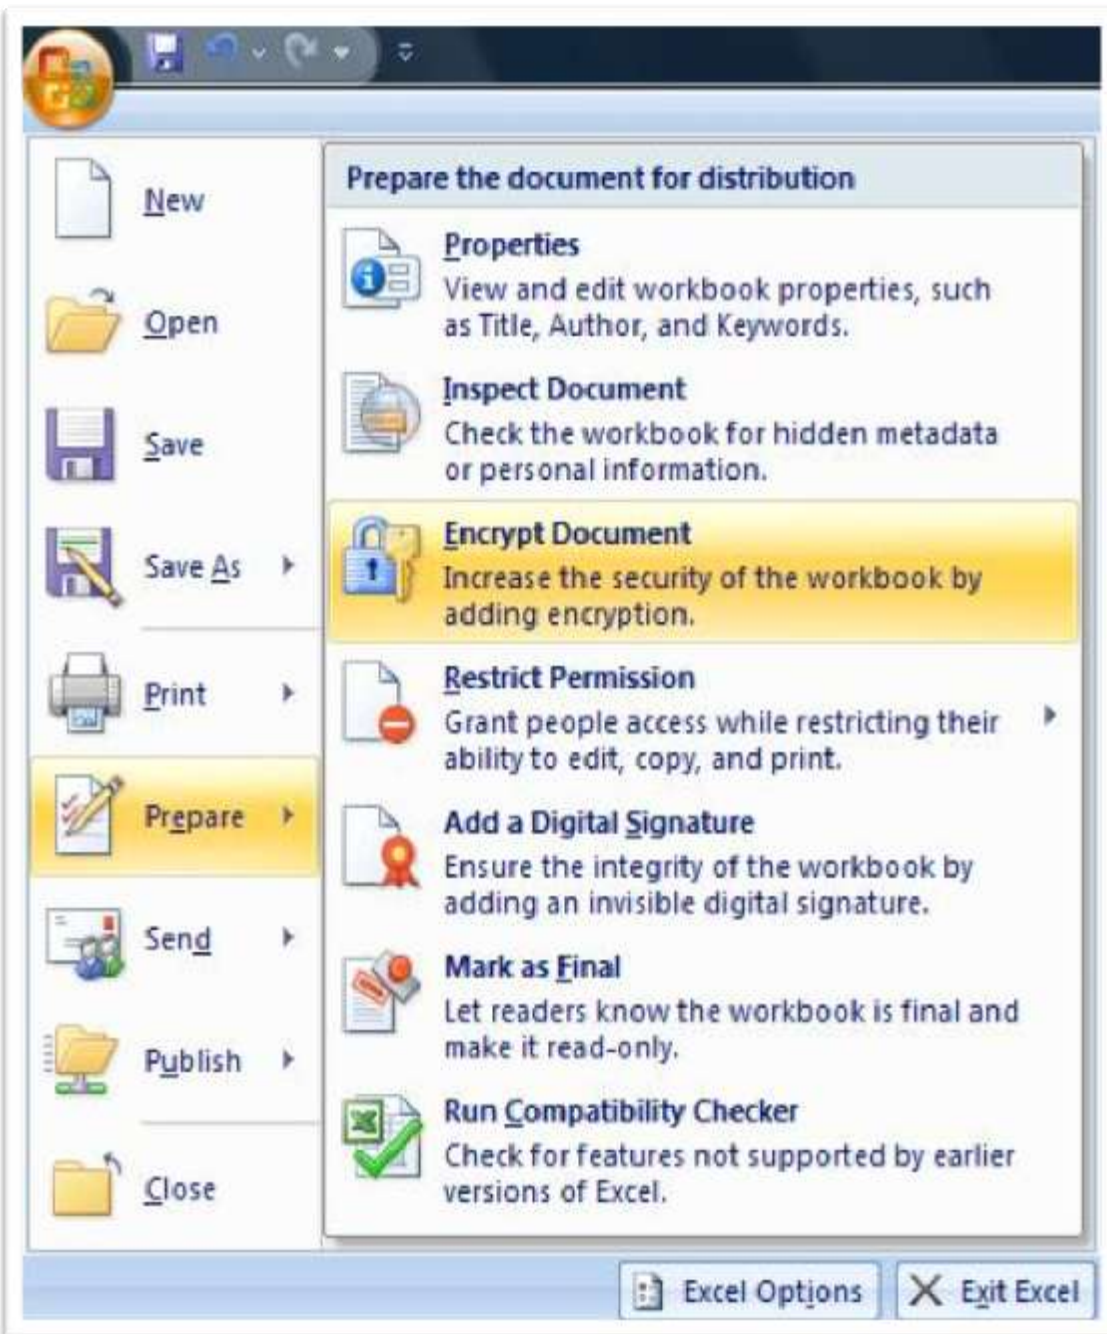 New
Open
Save
Save As
Print
Prepare
Send
Publish
Close
Prepare the document for distribution
Properties
View and edit workbook properties, such
as Title, Author, and Keywords.
Inspect Document
Check the workbook for hidden metadata
or personal information.
Encrypt Document
Increase the security of the workbook by
adding encryption.
Restrict Permission
Grant people access while restricting their
ability to edit, copy, and print.
Add a Digital Signature
Ensure the integrity of the workbook by
adding an invisible digital signature.
Mark as Final
Let readers know the workbook is final and
make it read-only.
Run Compatibility Checker
Check for features not supported by earlier
versions of Excel.
Excel Options
Exit Excel